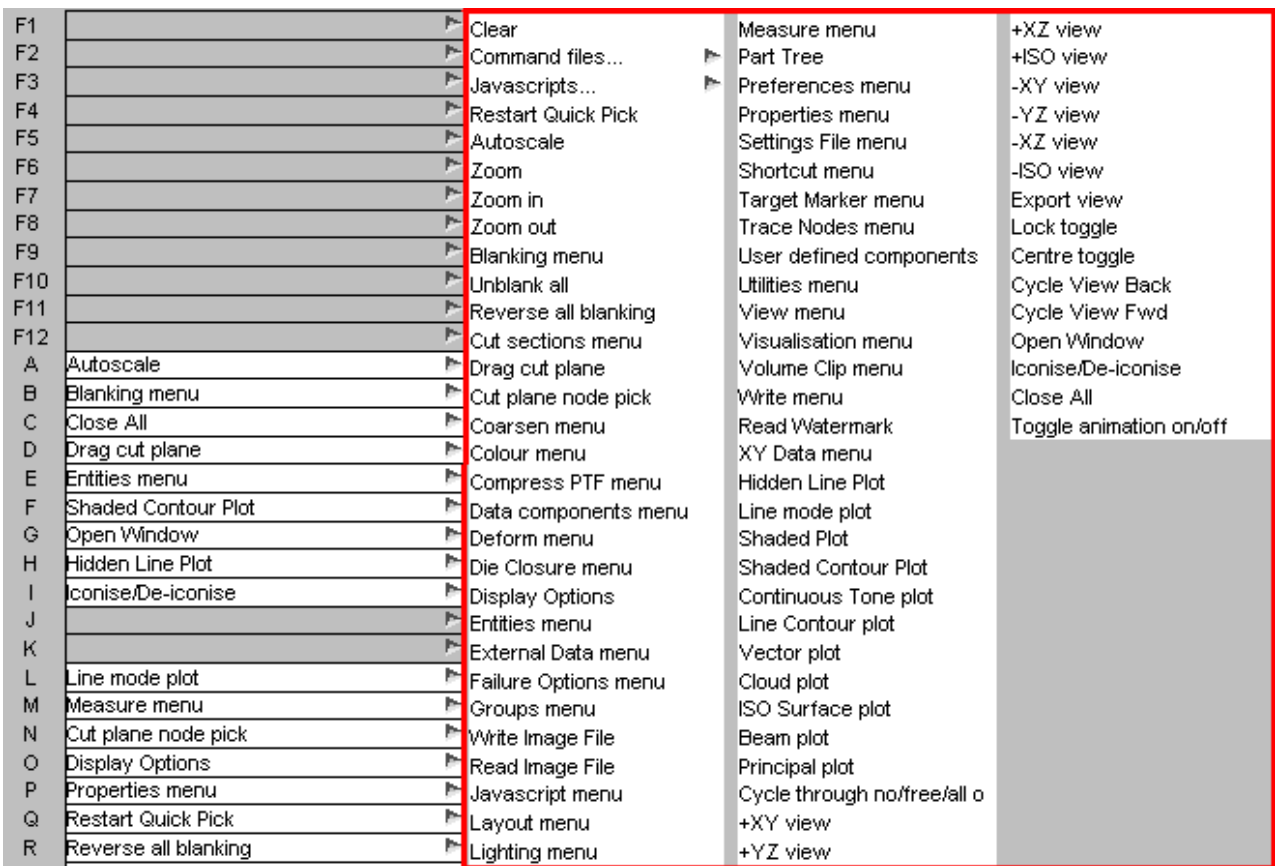 F1
F2
F3
F4
F5
F6
F7
F8
F9
F10
F11
F12
A Autoscale
B Blanking menu
C Close All
D Drag cut plane
E Entities menu
F Shaded Contour Plot
G Open Window
H Hidden Line Plot
I Iconise/De-iconise
J
K
L Line mode plot
M Measure menu
N Cut plane node pick
O Display Options
P Properties menu
Q Restart Quick Pick
R Reverse all blanking
Clear
Command files...
Javascripts...
Restart Quick Pick
Autoscale
Zoom
Zoom in
Zoom out
Blanking menu
Unblank all
Reverse all blanking
Cut sections menu
Drag cut plane
Cut plane node pick
Coarsen menu
Colour menu
Compress PTF menu
Data components menu
Deform menu
Die Closure menu
Display Options
Entities menu
External Data menu
Failure Options menu
Groups menu
Write Image File
Read Image File
Javascript menu
Layout menu
Lighting menu
Measure menu
Part Tree
Preferences menu
Properties menu
Settings File menu
Shortcut menu
Target Marker menu
Trace Nodes menu
User defined components
Utilities menu
View menu
Visualisation menu
Volume Clip menu
Write menu
Read Watermark
XY Data menu
Hidden Line Plot
Line mode plot
Shaded Plot
Shaded Contour Plot
Continuous Tone plot
Line Contour plot
Vector plot
Cloud plot
ISO Surface plot
Beam plot
Principal plot
Cycle through no/free/all o
+XY view
+YZ view
+XZ view
+ISO view
-XY view
-YZ view
-XZ view
-ISO view
Export view
Lock toggle
Centre toggle
Cycle View Back
Cycle View Fwd
Open Window
Iconise/De-iconise
Close All
Toggle animation on/off